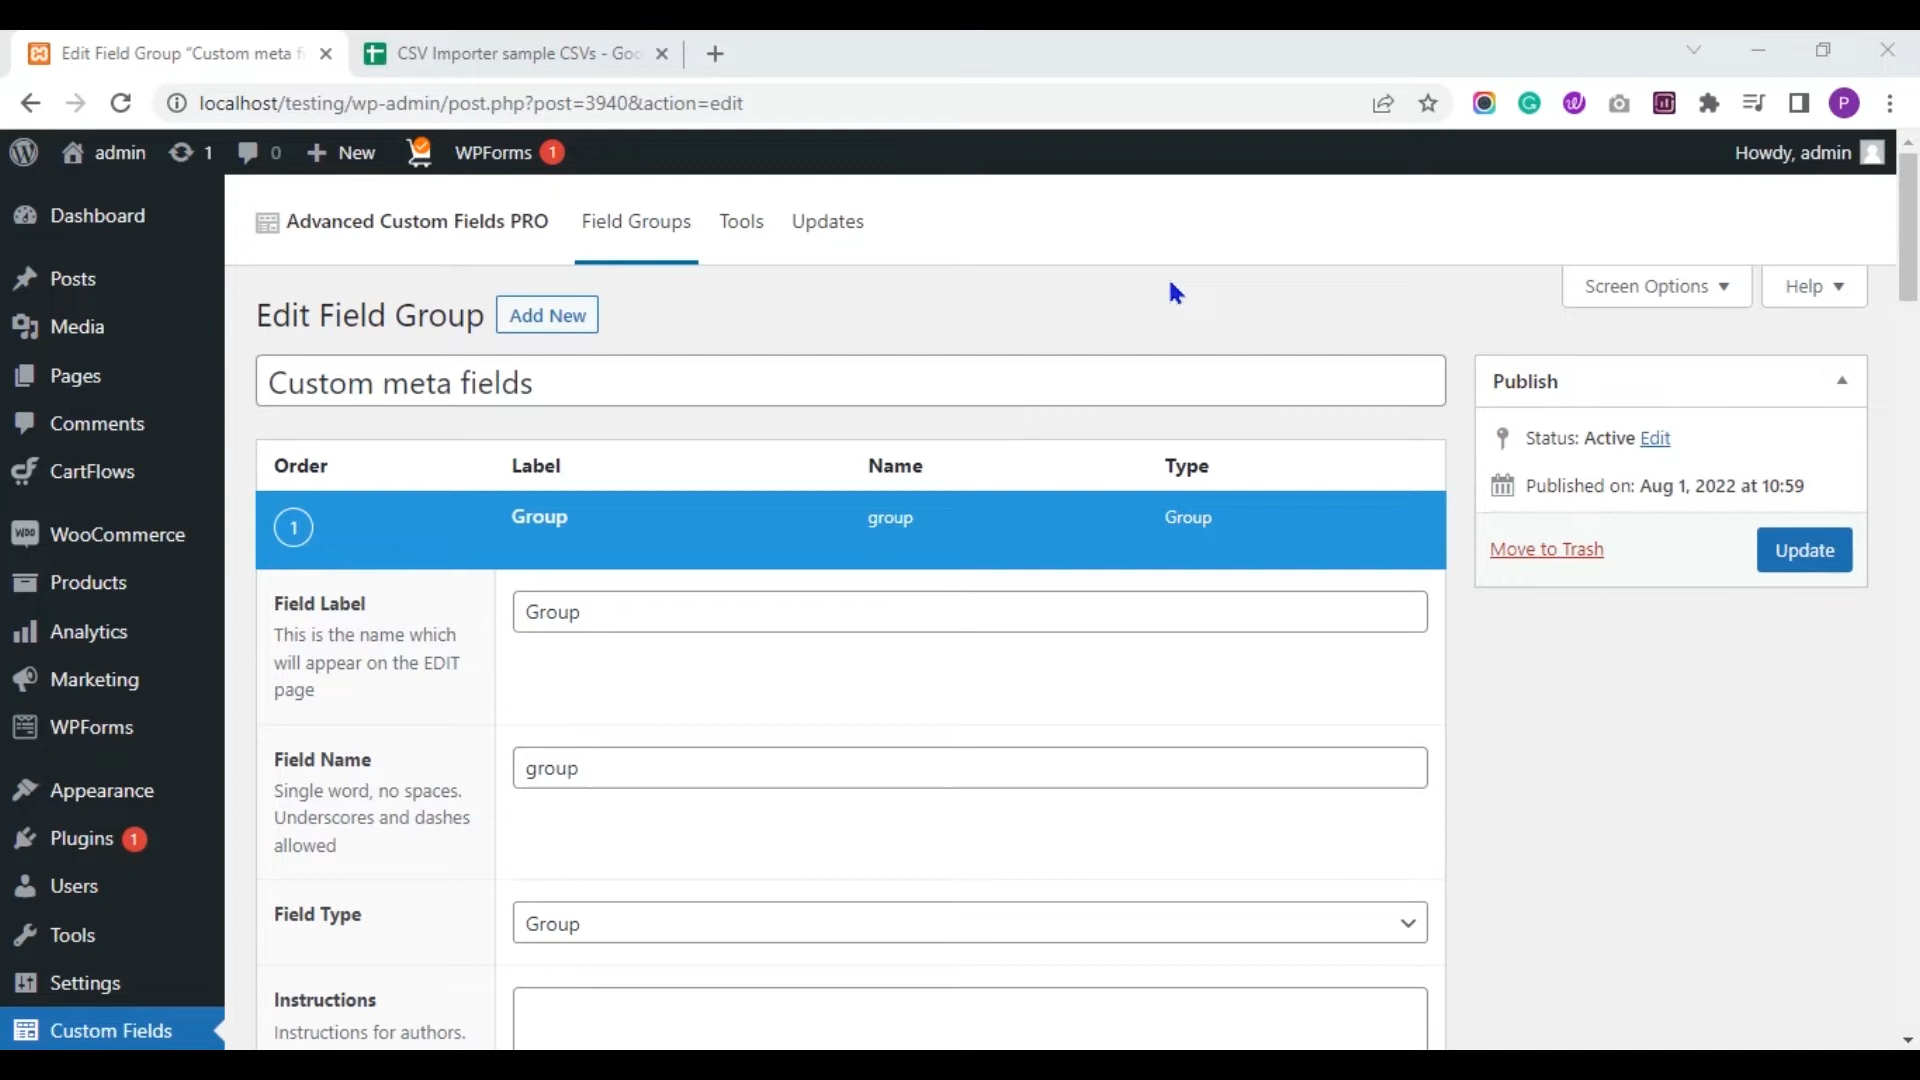 Edit Field Group “Custom meta fi
CSV Importer sample CSVs - Goo
localhost/testing/wp-admin/post.php?post=3940&action=edit
P
admin
1
0
New
WPForms 1
Howdy, admin
Dashboard
Posts
Media
Pages
Comments
CartFlows
WooCommerce
Products
Analytics
Marketing
WPForms
Appearance
Plugins 1
Users
Tools
Settings
Custom Fields
Advanced Custom Fields PRO
Field Groups
Tools
Updates
Screen Options
Help
Edit Field Group
Add New
Custom meta fields
Order Label Name Type
1 Group group Group
Field Label
This is the name which
will appear on the EDIT
page
Group
Field Name
Single word, no spaces.
Underscores and dashes
allowed
group
Field Type
Group
Instructions
Instructions for authors.
Publish
Status: Active Edit
Published on: Aug 1, 2022 at 10:59
Move to Trash
Update